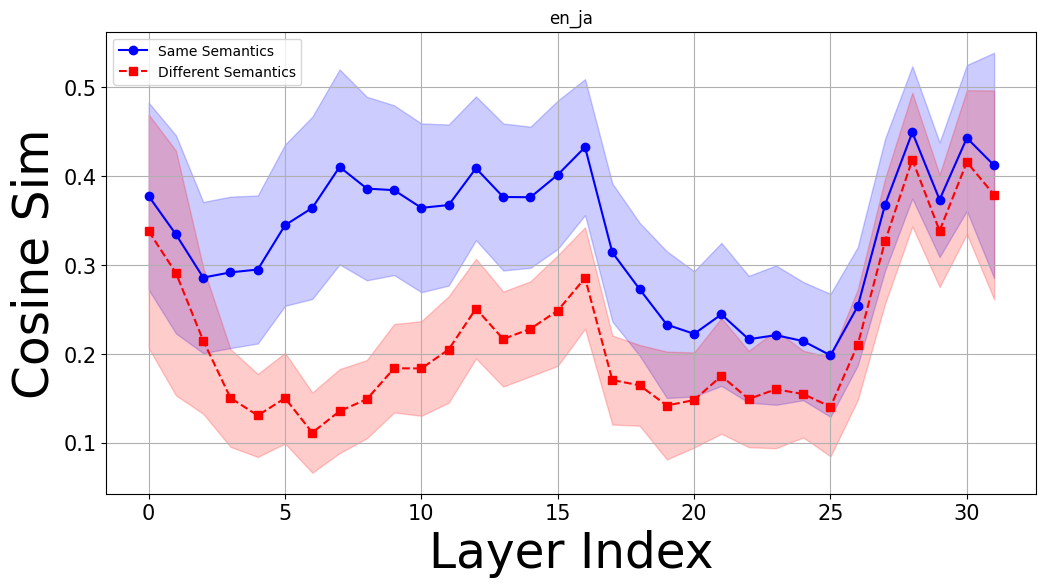 en_ja
Same Semantics
Different Semantics
Cosine Sim
0.5
0.4
0.3
0.2
0.1
0 5 10 15 20 25 30
Layer Index